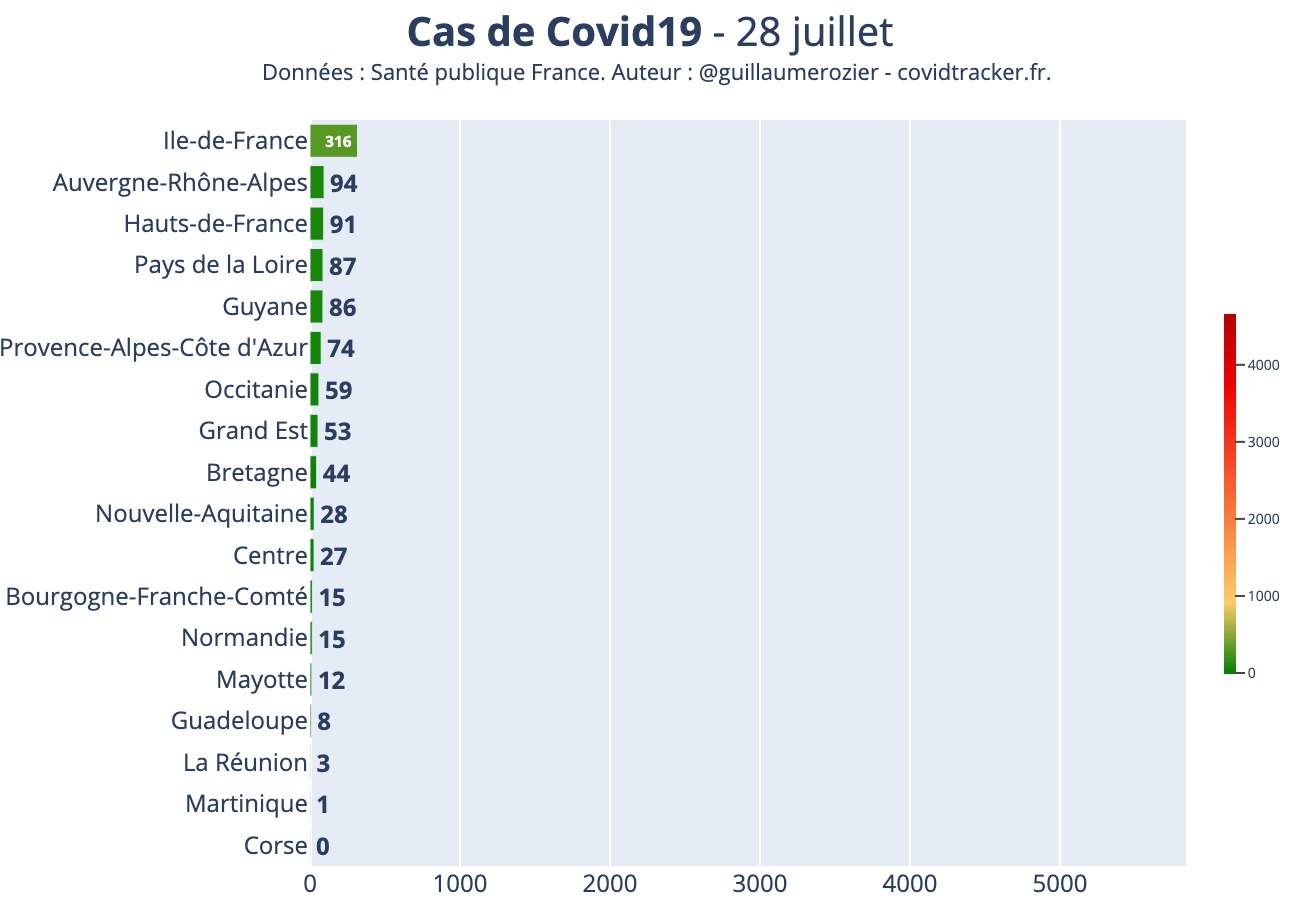 Cas de Covid19 - 28 juillet
Données : Santé publique France. Auteur : @guillaumerozier - covidtracker.fr.
Ile-de-France 316
Auvergne-Rhône-Alpes 94
Hauts-de-France 91
Pays de la Loire 87
Guyane 86
Provence-Alpes-Côte d'Azur 74
Occitanie 59
Grand Est 53
Bretagne 44
Nouvelle-Aquitaine 28
Centre 27
Bourgogne-Franche-Comté 15
Normandie 15
Mayotte 12
Guadeloupe 8
La Réunion 3
Martinique 1
Corse 0
0 1000 2000 3000 4000 5000
4000
3000
2000
1000
0